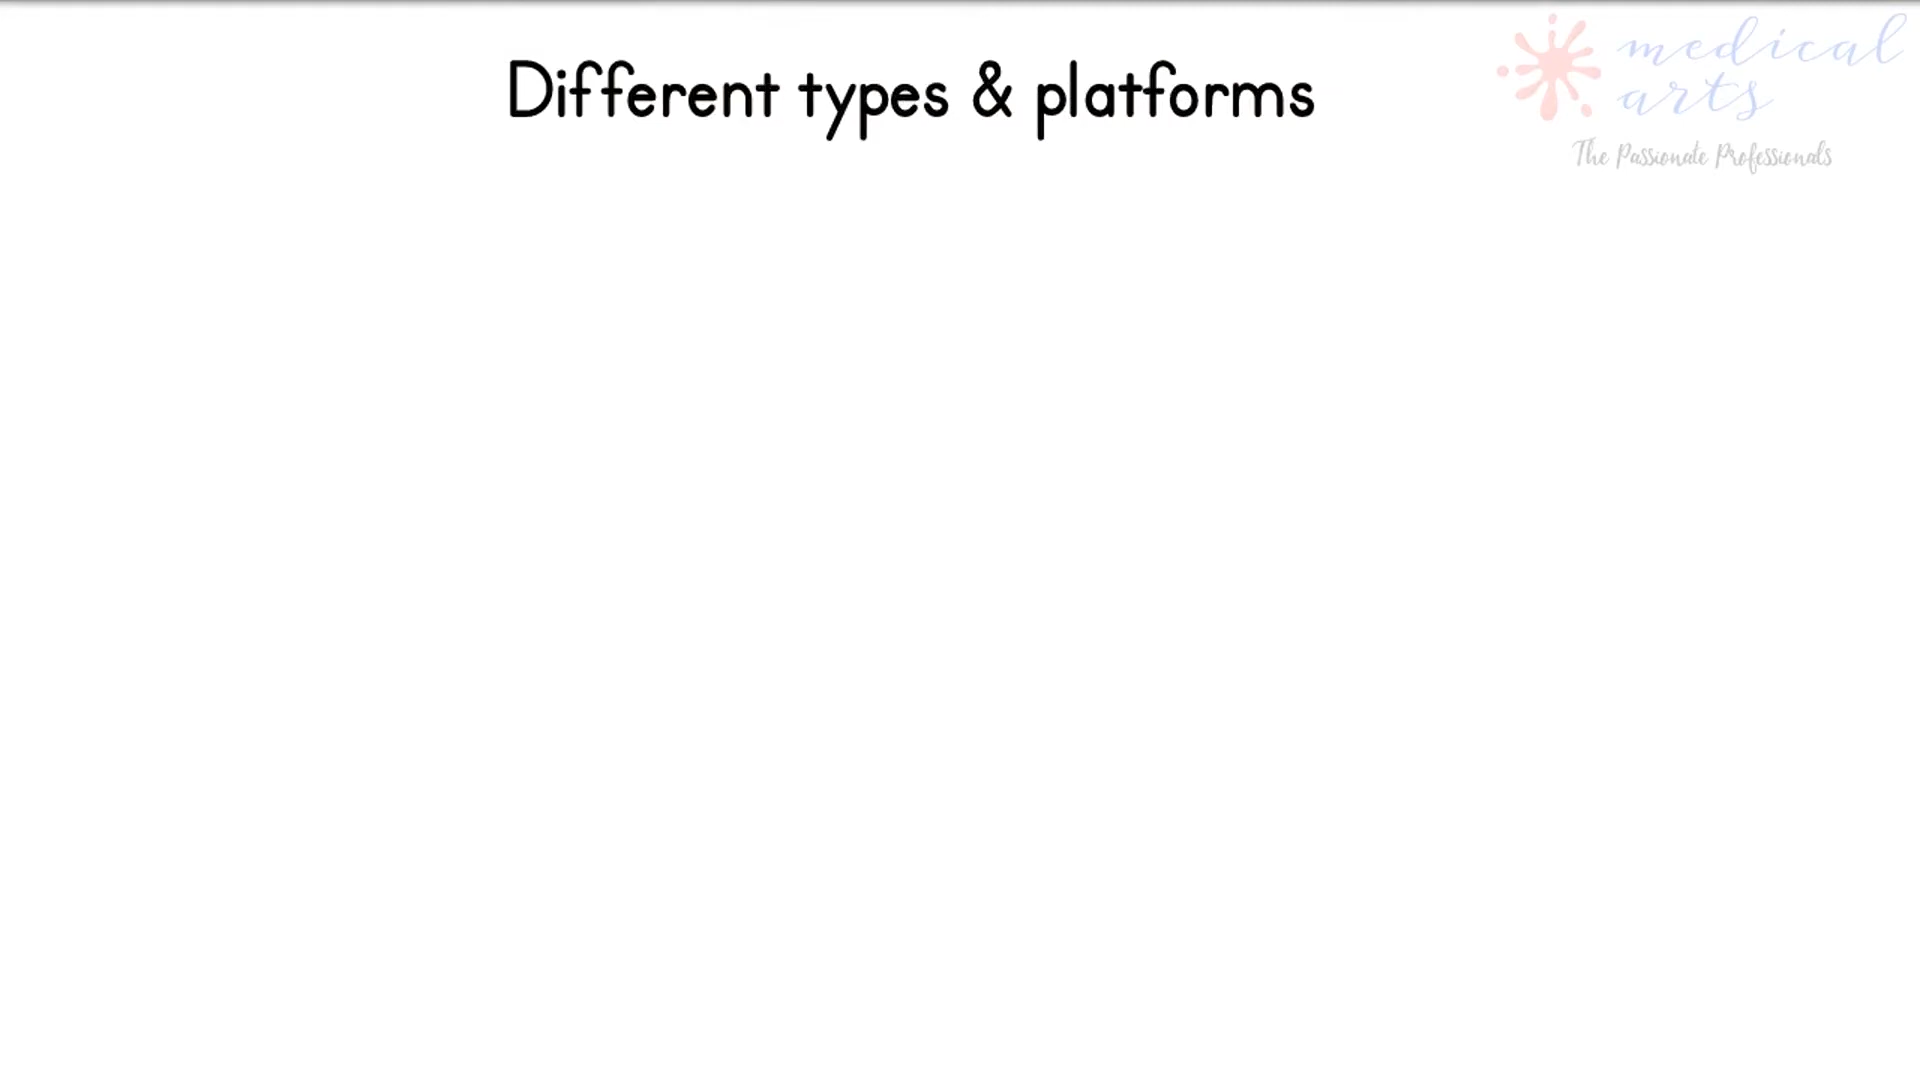 Different types & platforms
medical
arts
The Passionate Professionals